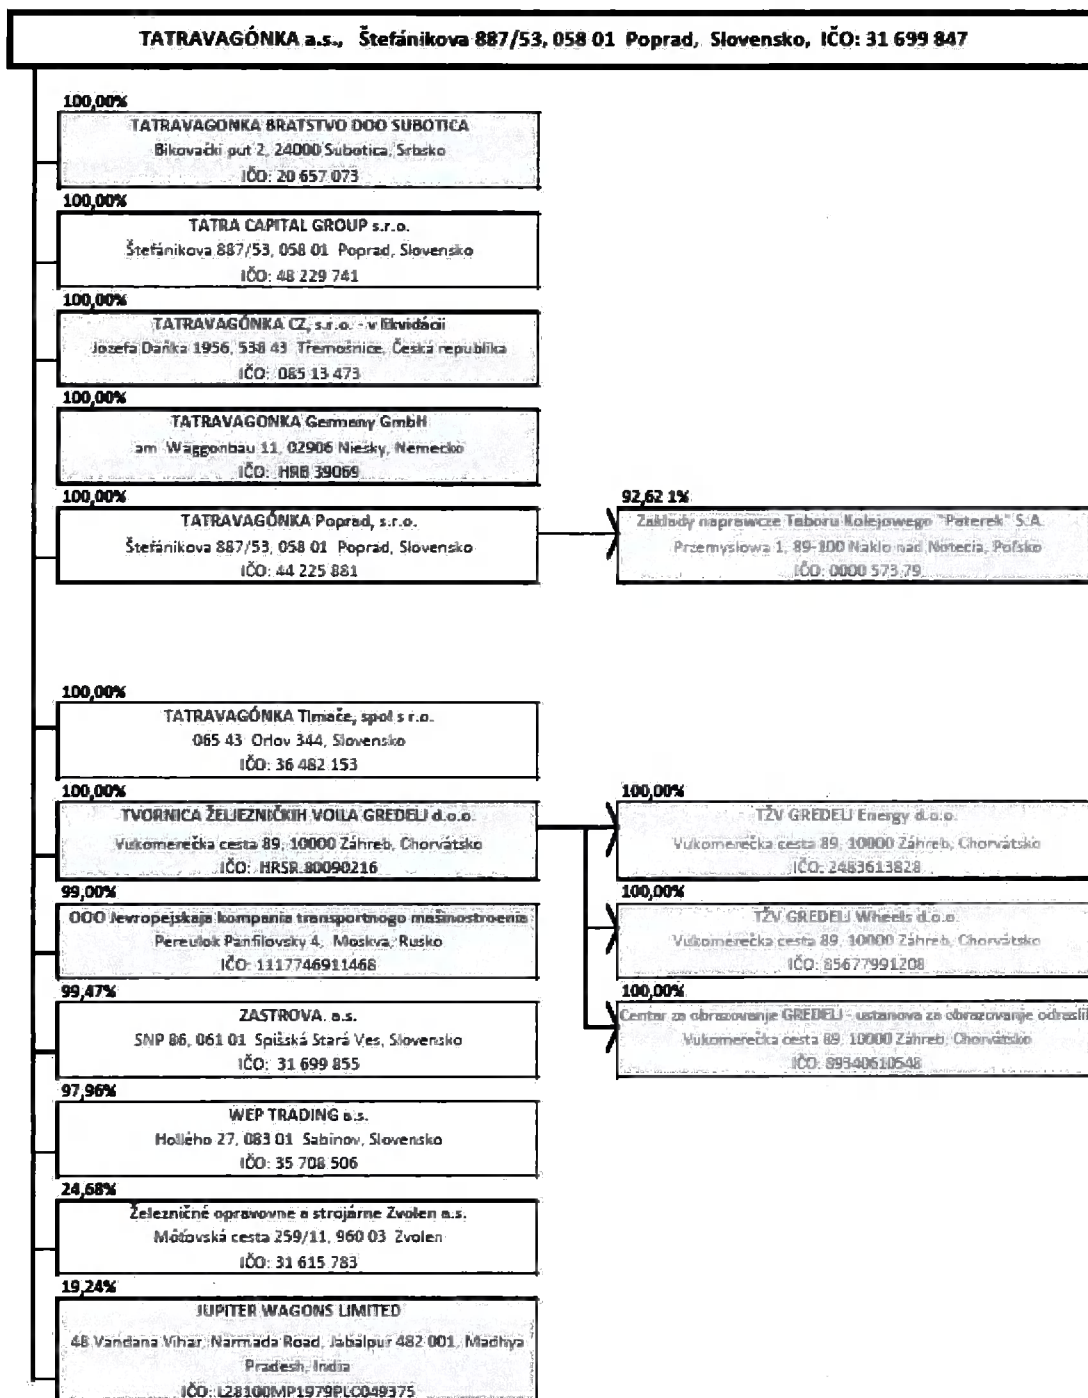 TATRAVAGÓNKA a.s., Štefánikova 887/53, 058 01 Poprad, Slovensko, IČO: 31 699 847
100,00%
TATRAVAGONKA BRATSTVO DOO SUBOTICA
Bikovački put 2, 24000 Subotica, Srbsko
IČO: 20 657 073
100,00%
TATRA CAPITAL GROUP s.r.o.
Štefánikova 887/53, 058 01 Poprad, Slovensko
IČO: 48 229 741
100,00%
TATRAVAGÓNKA CZ, s.r.o. - v likvidácii
Jozefa Daňka 1956, 538 43 Třemošnice, Česká republika
IČO: 085 13 473
100,00%
TATRAVAGONKA Germany GmbH
am Waggonbau 11, 02906 Niesky, Nemecko
IČO: HRB 39069
100,00%
TATRAVAGÓNKA Poprad, s.r.o.
Štefánikova 887/53, 058 01 Poprad, Slovensko
IČO: 44 225 881
92,62 1%
Zaklady naprawcze Taboru Kolejowego "Paterek" S.A.
Przemyslowa 1, 89-100 Naklo nad Notecia, Poľsko
IČO: 0000 573 79
100,00%
TATRAVAGÓNKA Tlmače, spol s r.o.
065 43 Orlov 344, Slovensko
IČO: 36 482 153
100,00%
TVORNICA ŽELJEZNIČKIH VOILA GREDELJ d.o.o.
Vukomerečka cesta 89, 10000 Záhreb, Chorvátsko
IČO: HRSR 80090216
100,00%
TŽV GREDELJ Energy d.o.o.
Vukomerečka cesta 89, 10000 Záhreb, Chorvátsko
IČO: 2483613828
99,00%
OOO Jevropejskaja kompania transportnogo mašinostroenia
Pereulok Panfilovsky 4, Moskva, Rusko
IČO: 1117746911468
100,00%
TŽV GREDELJ Wheels d.o.o.
Vukomerečka cesta 89, 10000 Záhreb, Chorvátsko
IČO: 85677991208
99,47%
ZASTROVA. a.s.
SNP 86, 061 01 Spišská Stará Ves, Slovensko
IČO: 31 699 855
100,00%
Centar za obrazovanje GREDELJ - ustanova za obrazovanje odraslih
Vukomerečka cesta 89, 10000 Záhreb, Chorvátsko
IČO: 89340610548
97,96%
WEP TRADING a.s.
Hollého 27, 083 01 Sabinov, Slovensko
IČO: 35 708 506
24,68%
Železničné opravovne a strojárne Zvolen a.s.
Môťovská cesta 259/11, 960 03 Zvolen
IČO: 31 615 783
19,24%
JUPITER WAGONS LIMITED
48 Vandana Vihar, Narmada Road, Jabalpur 482 001, Madhya
Pradesh, India
IČO: L28100MP1979PLC049375